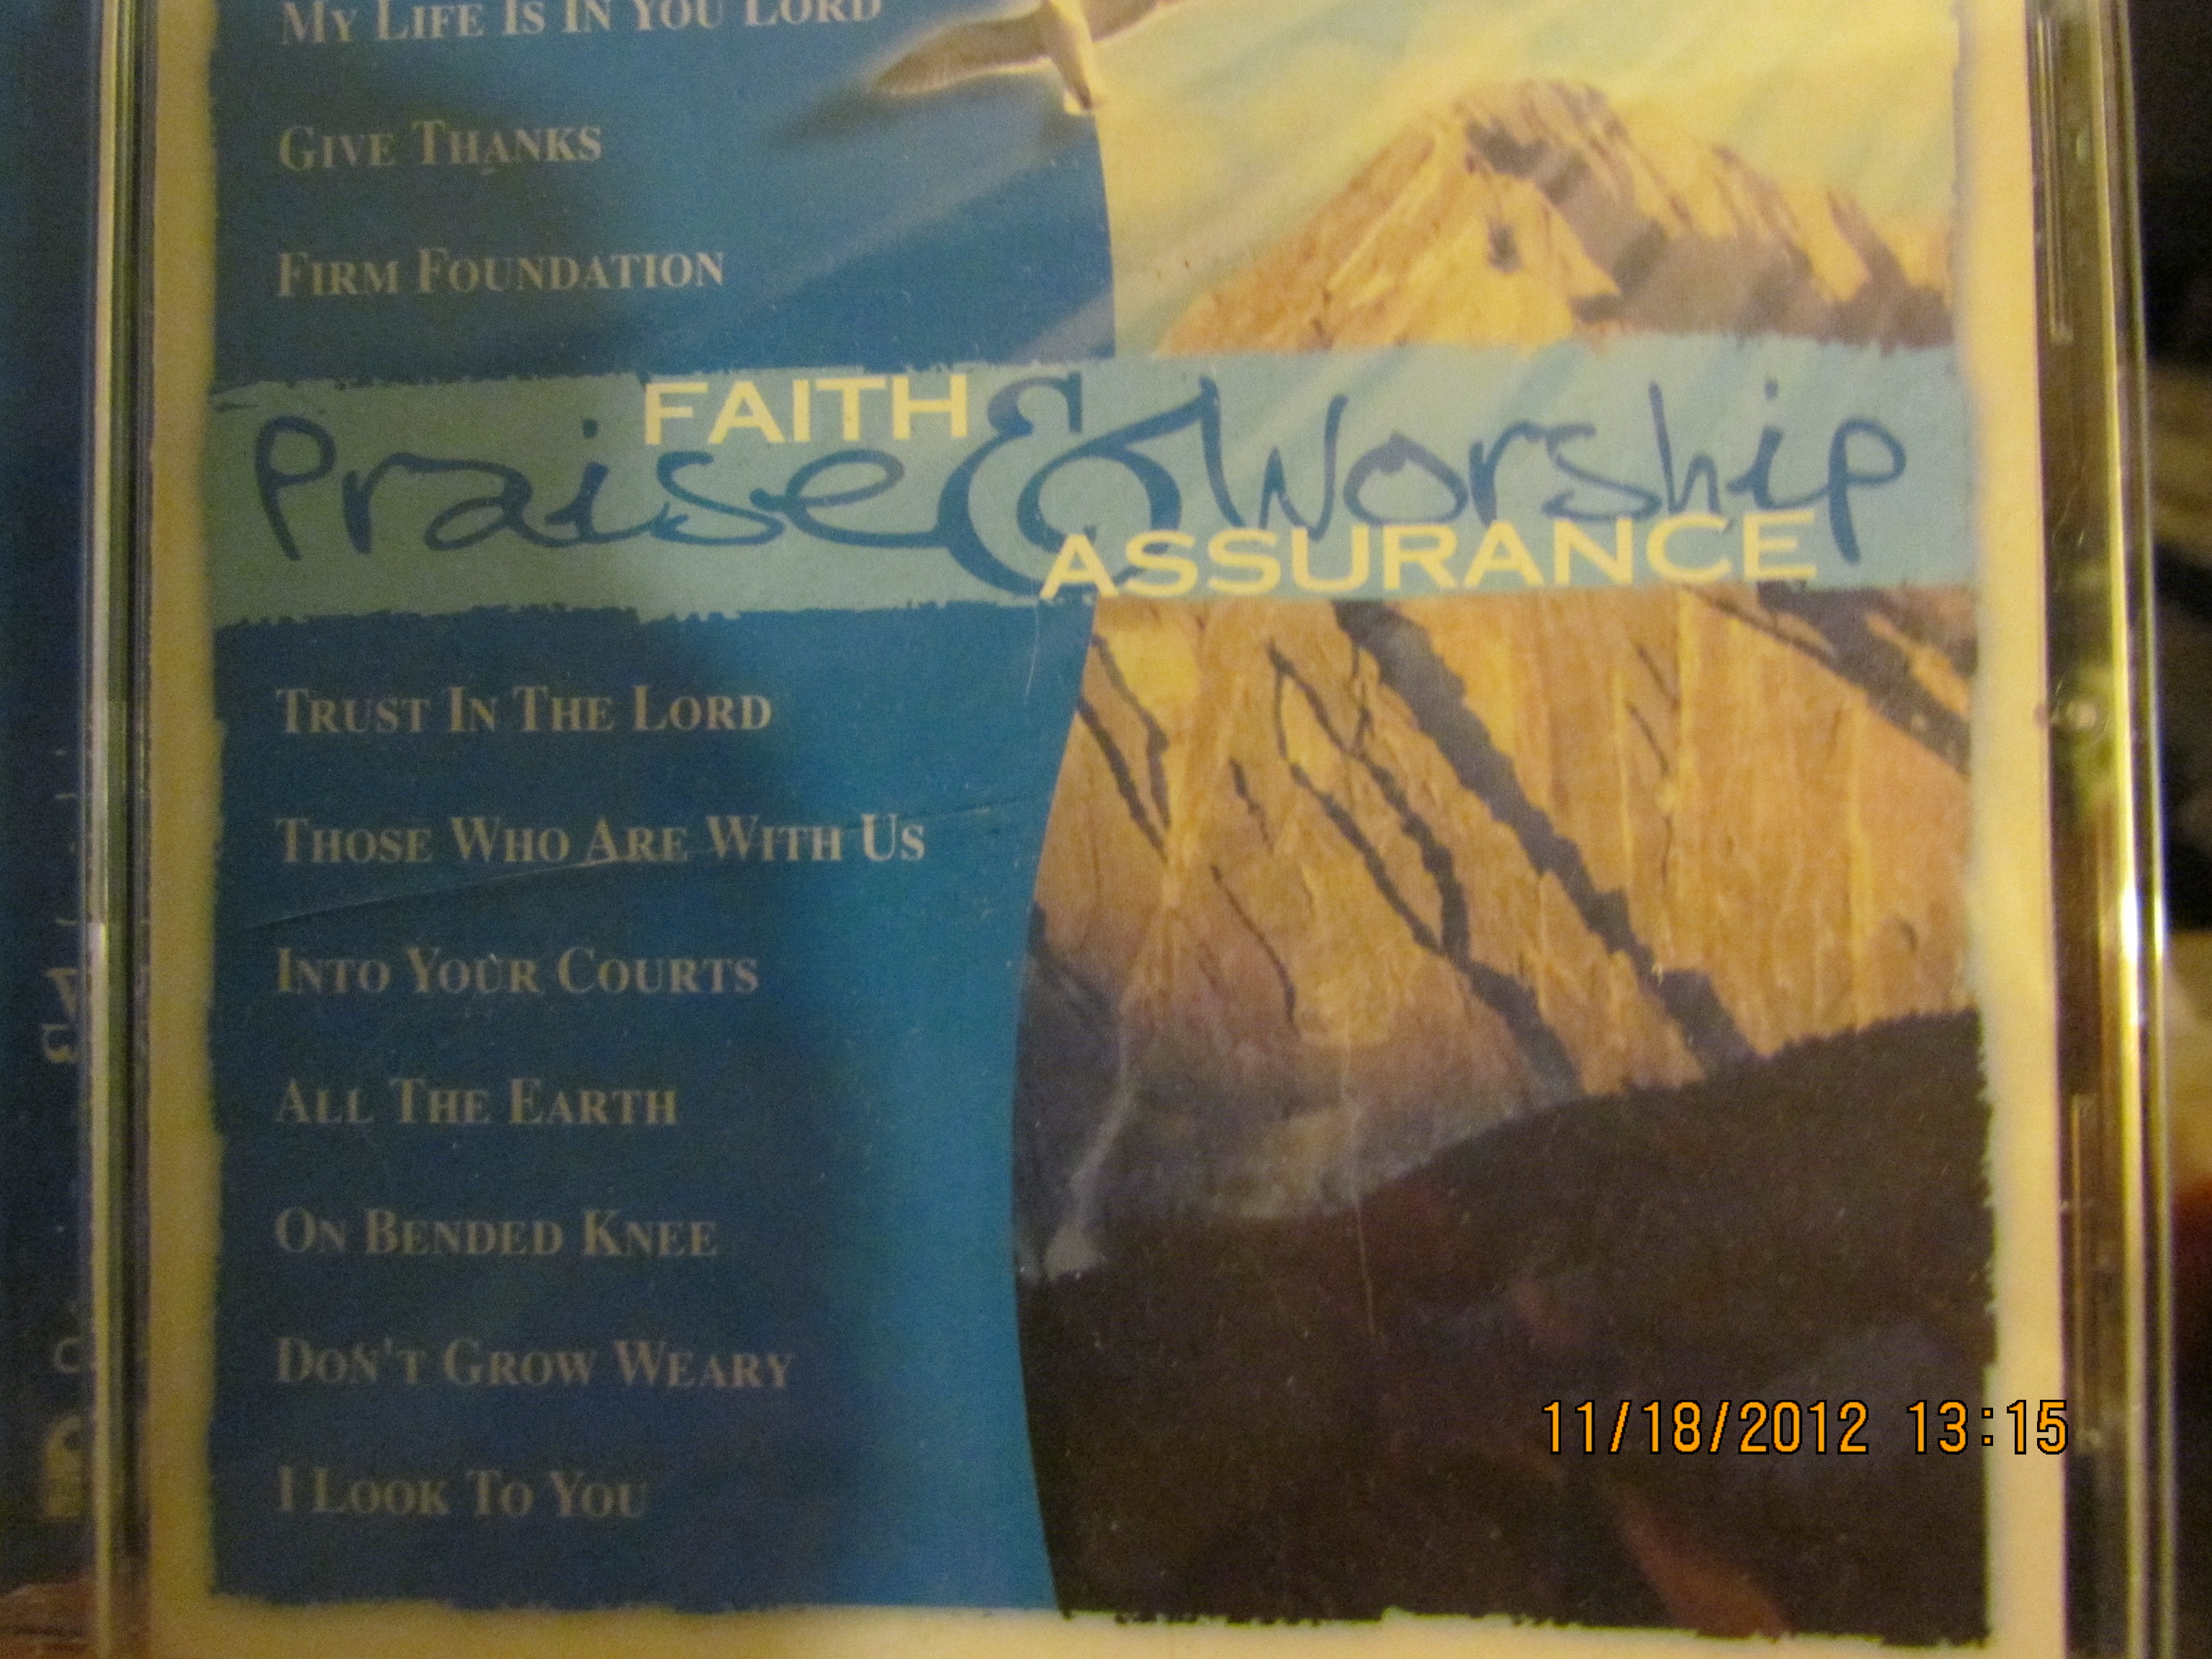 MY LIFE IS IN YOU LORD
GIVE THANKS
FIRM FOUNDATION
FAITH
Praise & Worship
ASSURANCE
TRUST IN THE LORD
THOSE WHO ARE WITH US
INTO YOUR COURTS
ALL THE EARTH
ON BENDED KNEE
DON'T GROW WEARY
I LOOK TO YOU
11/18/2012 13:15